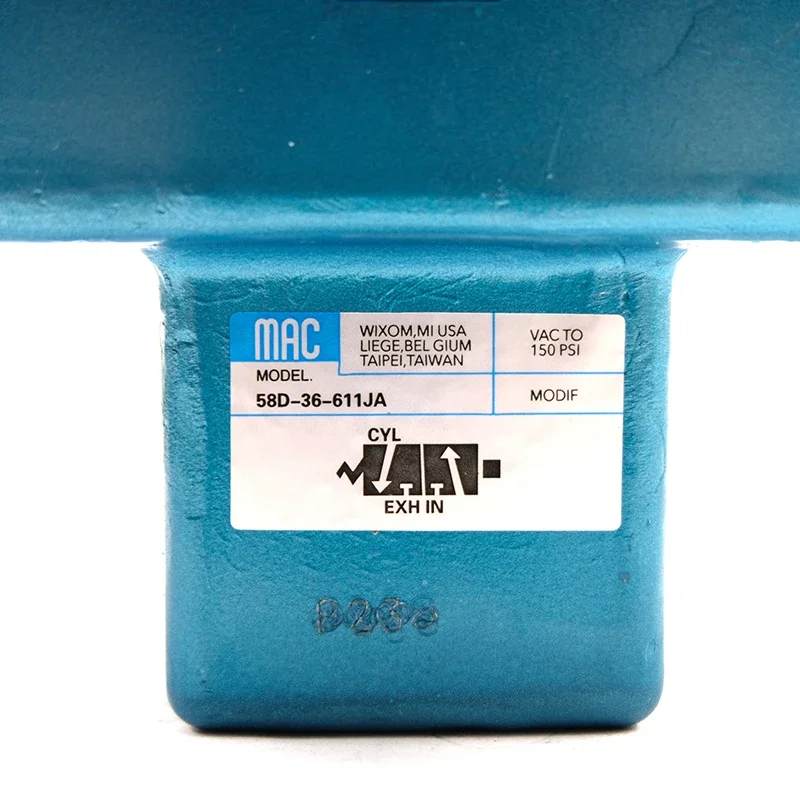 MAC
WIXOM,MI USA
LIEGE,BEL GIUM
TAIPEI,TAIWAN
VAC TO
150 PSI
MODEL.
58D-36-611JA
MODIF
CYL
EXH IN